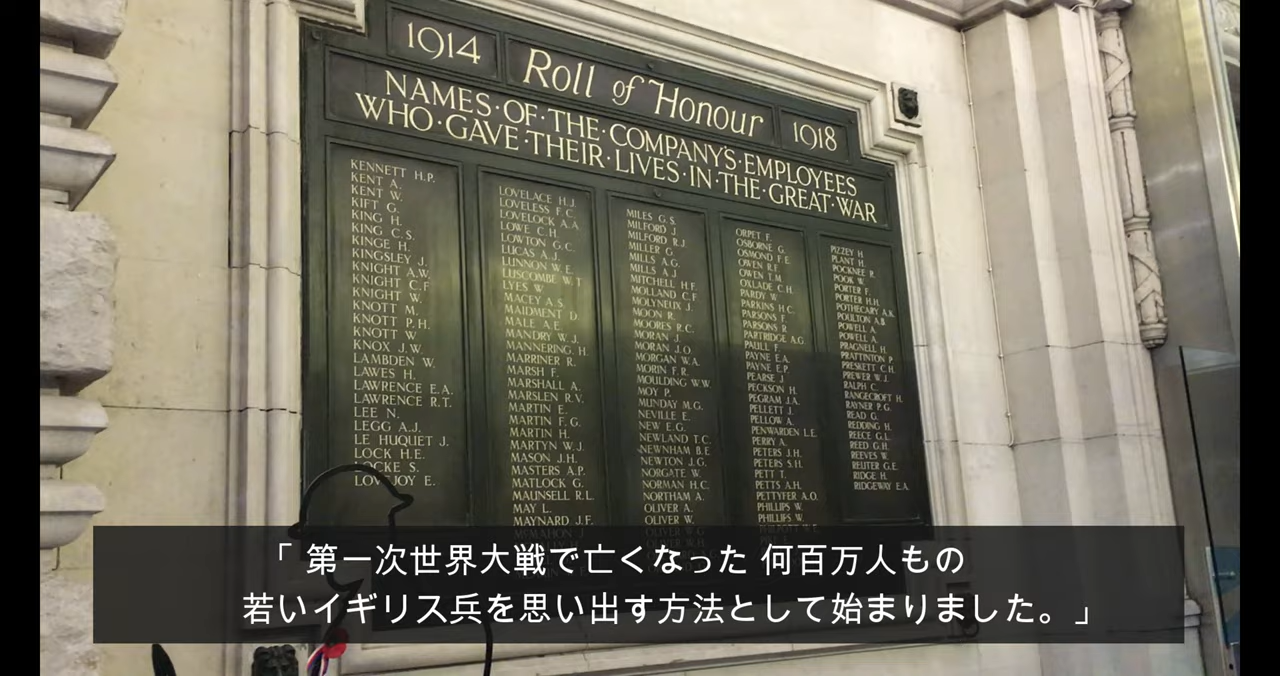 1914
Roll of Honour
1918
NAMES·OF·THE·COMPANY'S·EMPLOYEES
WHO·GAVE·THEIR·LIVES·IN·THE·GREAT·WAR
KENNETT H.P.
KENT A.
KENT W.
KIFT G.
KING H.
KING C.S.
KINGE H.
KINGSLEY J.
KNIGHT A.W.
KNIGHT C.F.
KNIGHT W.
KNOTT M.
KNOTT P.H.
KNOTT W.
KNOX J.W.
LAMBDEN W.
LAWES H.
LAWRENCE E.A.
LAWRENCE R.T.
LEE N.
LEGG A.J.
LE HUQUET J.
LOCK H.E.
LOCKE S.
LOVEJOY E.
LOVELACE H.J.
LOVELESS F.C.
LOVELOCK A.A.
LOWE C.H.
LOWTON G.C.
LUCAS A.J.
LUNNON W.E.
LUSCOMBE W.T.
LYES W.
MACEY A.S.
MAIDMENT D.
MALE A.E.
MANDRY W.J.
MANNERING H.
MARRINER R.
MARSH F.
MARSHALL A.
MARSLEN R.V.
MARTIN E.
MARTIN F.G.
MARTIN H.
MARTYN W.J.
MASON J.H.
MASTERS A.P.
MATLOCK G.
MAUNSELL R.L.
MAY L.
MAYNARD J.F.
MILES G.S.
MILFORD J.
MILFORD R.J.
MILLER G.
MILLS A.G.
MILLS A.J.
MITCHELL H.F.
MOLLAND C.F.
MOLYNEUX J.
MOON R.
MOORES R.C.
MORAN J.
MORAN J.O.
MORGAN W.A.
MORIN F.R.
MOULDING W.W.
MOY P.
MUNDAY M.G.
NEVILLE E.
NEW E.G.
NEWLAND T.C.
NEWNHAM B.E.
NEWTON J.G.
NORGATE W.
NORMAN H.C.
NORTHAM A.
OLIVER A.
OLIVER W.
ORPET F.
OSBORNE G.
OSMOND F.E.
OWEN R.F.
OWEN T.M.
OXLADE C.H.
PARDY W.
PARKINS H.C.
PARSONS F.
PARSONS R.
PARTRIDGE A.G.
PAULL F.
PAYNE E.A.
PAYNE E.P.
PEARSE J.
PECKSON H.
PEGRAM J.A.
PELLETT J.
PELLOW A.
PENWARDEN L.E.
PERRY A.
PETERS J.H.
PETERS S.H.
PETT T.
PETTS A.H.
PETTYFER A.O.
PHILLIPS W.
PHILLIPS W.
PIZZEY H.
PLANT H.
POCKNEE R.
POOK W.
PORTER F.
PORTER H.H.
POTHECARY A.K.
POULTON A.B.
POWELL A.
POWELL A.
PRAGNELL H.
PRATTINTON P.
PRESKETT C.H.
PREWER W.J.
RALPH C.
RANGECROFT H.
RAYNER P.G.
READ G.
REDDING H.
REECE G.L.
REED G.H.
REEVES W.
REUTER G.E.
RIDGE H.
RIDGEWAY E.A.
「 第一次世界大戦で亡くなった 何百万人もの
若いイギリス兵を思い出す方法として始まりました。」